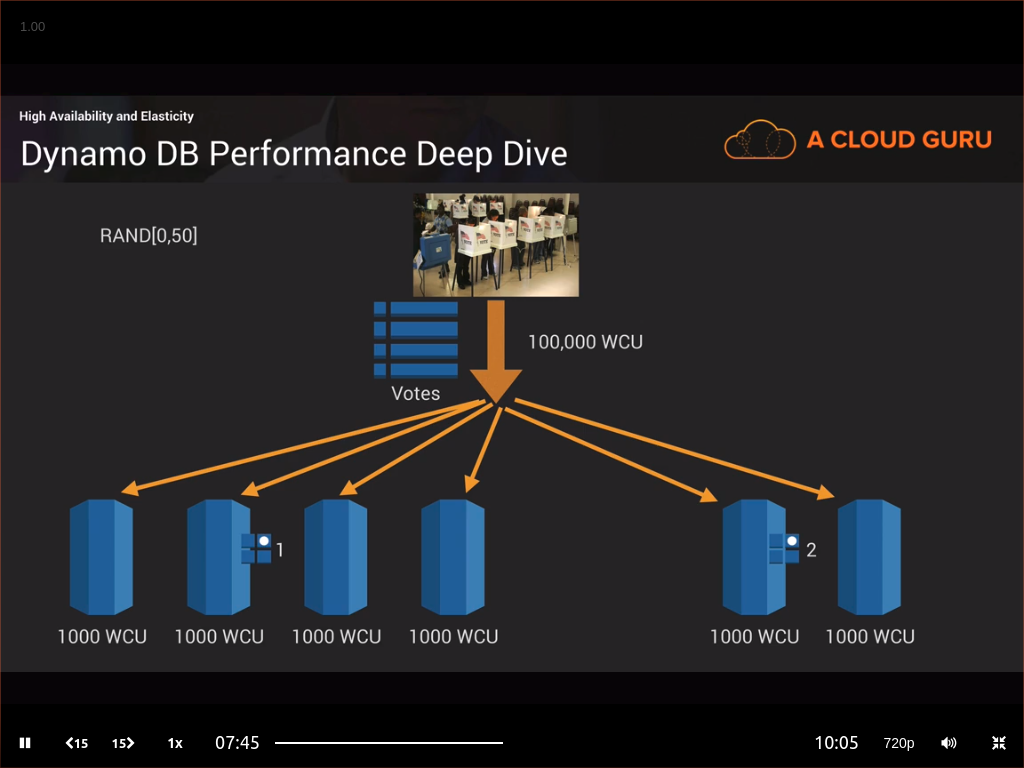 1.00
High Availability and Elasticity
Dynamo DB Performance Deep Dive
A CLOUD GURU
RAND[0,50]
100,000 WCU
Votes
1
2
1000 WCU
1000 WCU
1000 WCU
1000 WCU
1000 WCU
1000 WCU
15
15
1x
07:45
10:05
720p